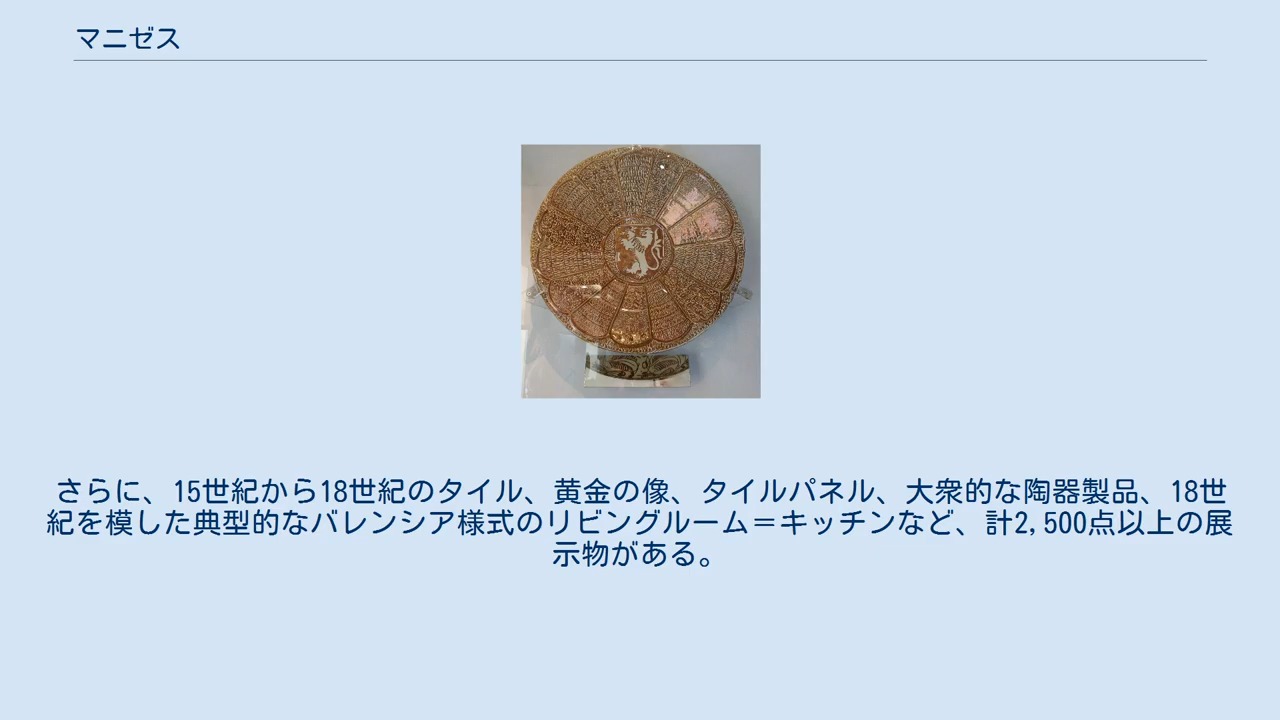 マニゼス
さらに、15世紀から18世紀のタイル、黄金の像、タイルパネル、大衆的な陶器製品、18世
紀を模した典型的なバレンシア様式のリビングルーム＝キッチンなど、計2,500点以上の展
示物がある。